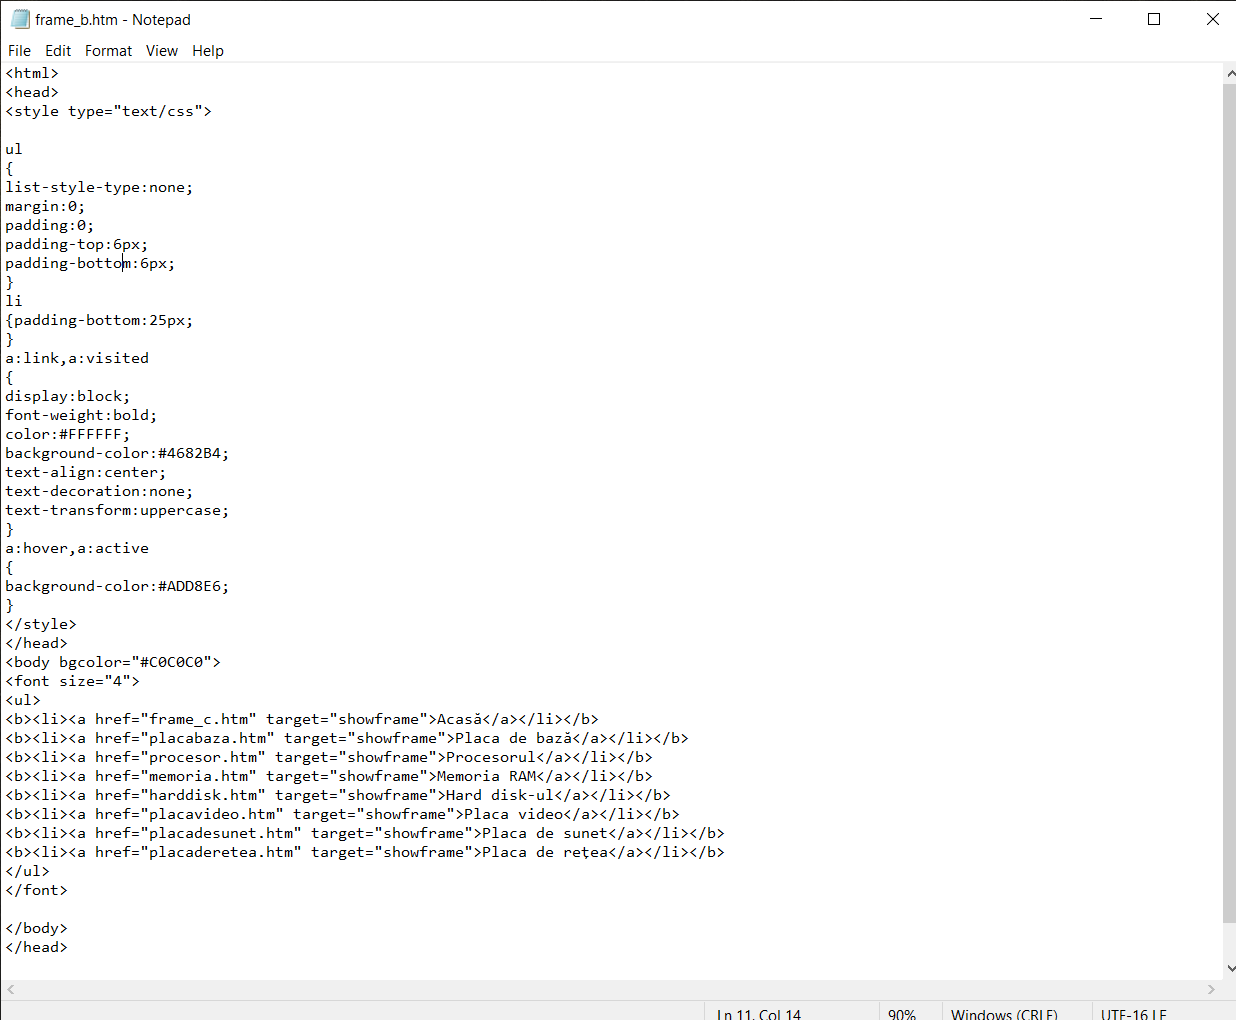 frame_b.htm - Notepad
File Edit Format View Help
<html>
<head>
<style type="text/css">
ul
{
list-style-type:none;
margin:0;
padding:0;
padding-top:6px;
padding-bottom:6px;
}
li
{padding-bottom:25px;
}
a:link,a:visited
{
display:block;
font-weight:bold;
color:#FFFFFF;
background-color:#4682B4;
text-align:center;
text-decoration:none;
text-transform:uppercase;
}
a:hover,a:active
{
background-color:#ADD8E6;
}
</style>
</head>
<body bgcolor="#C0C0C0">
<font size="4">
<ul>
<b><li><a href="frame_c.htm" target="showframe">Acasă</a></li></b>
<b><li><a href="placabaza.htm" target="showframe">Placa de bază</a></li></b>
<b><li><a href="procesor.htm" target="showframe">Procesorul</a></li></b>
<b><li><a href="memoria.htm" target="showframe">Memoria RAM</a></li></b>
<b><li><a href="harddisk.htm" target="showframe">Hard disk-ul</a></li></b>
<b><li><a href="placavideo.htm" target="showframe">Placa video</a></li></b>
<b><li><a href="placadesunet.htm" target="showframe">Placa de sunet</a></li></b>
<b><li><a href="placaderetea.htm" target="showframe">Placa de rețea</a></li></b>
</ul>
</font>
</body>
</head>
Ln 11, Col 14 90% Windows (CRLF) UTF-16 LE